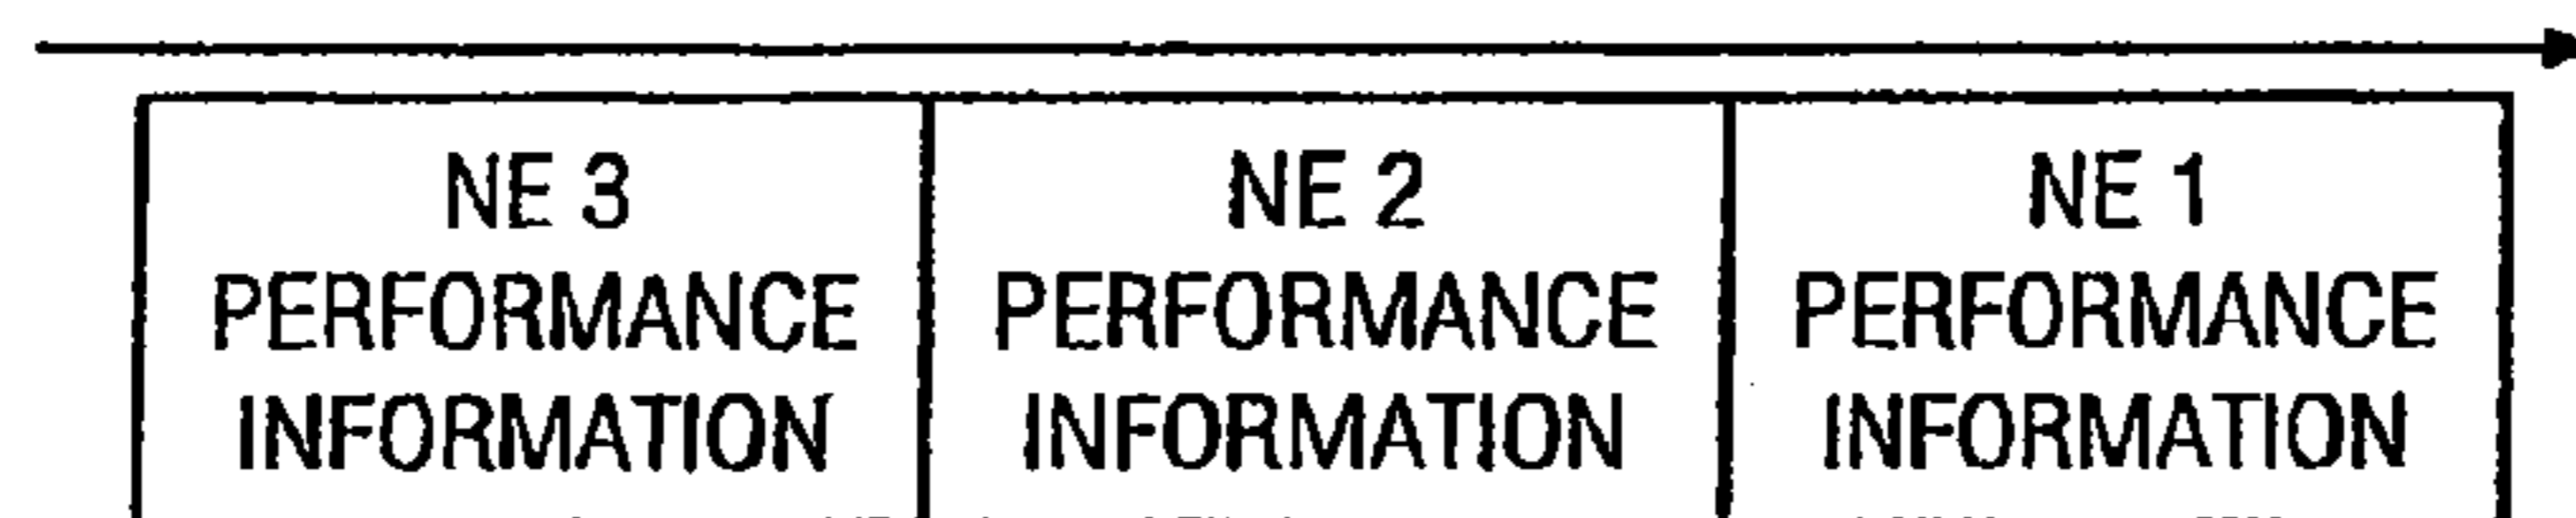 NE 3
PERFORMANCE
INFORMATION
NE 2
PERFORMANCE
INFORMATION
NE 1
PERFORMANCE
INFORMATION